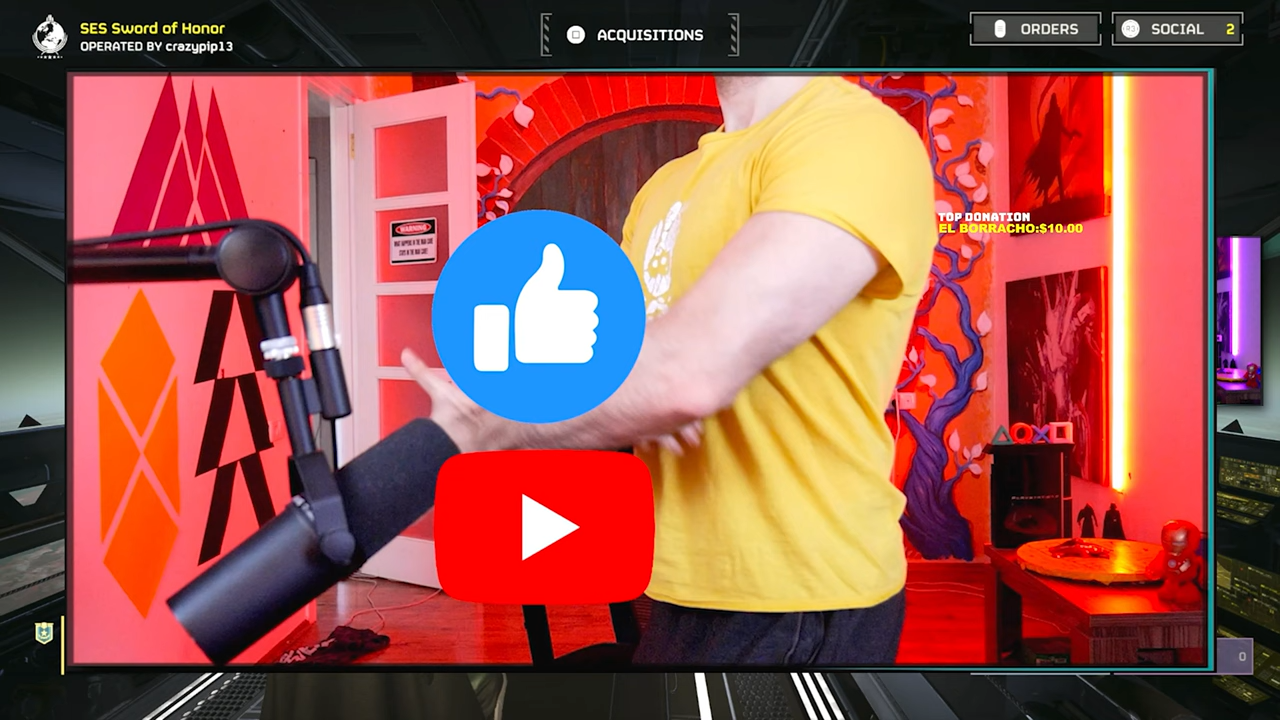 SES Sword of Honor
OPERATED BY crazypip13
ACQUISITIONS
ORDERS
SOCIAL 2
WARNING
TOP DONATION
EL BORRACHO:$10.00
0